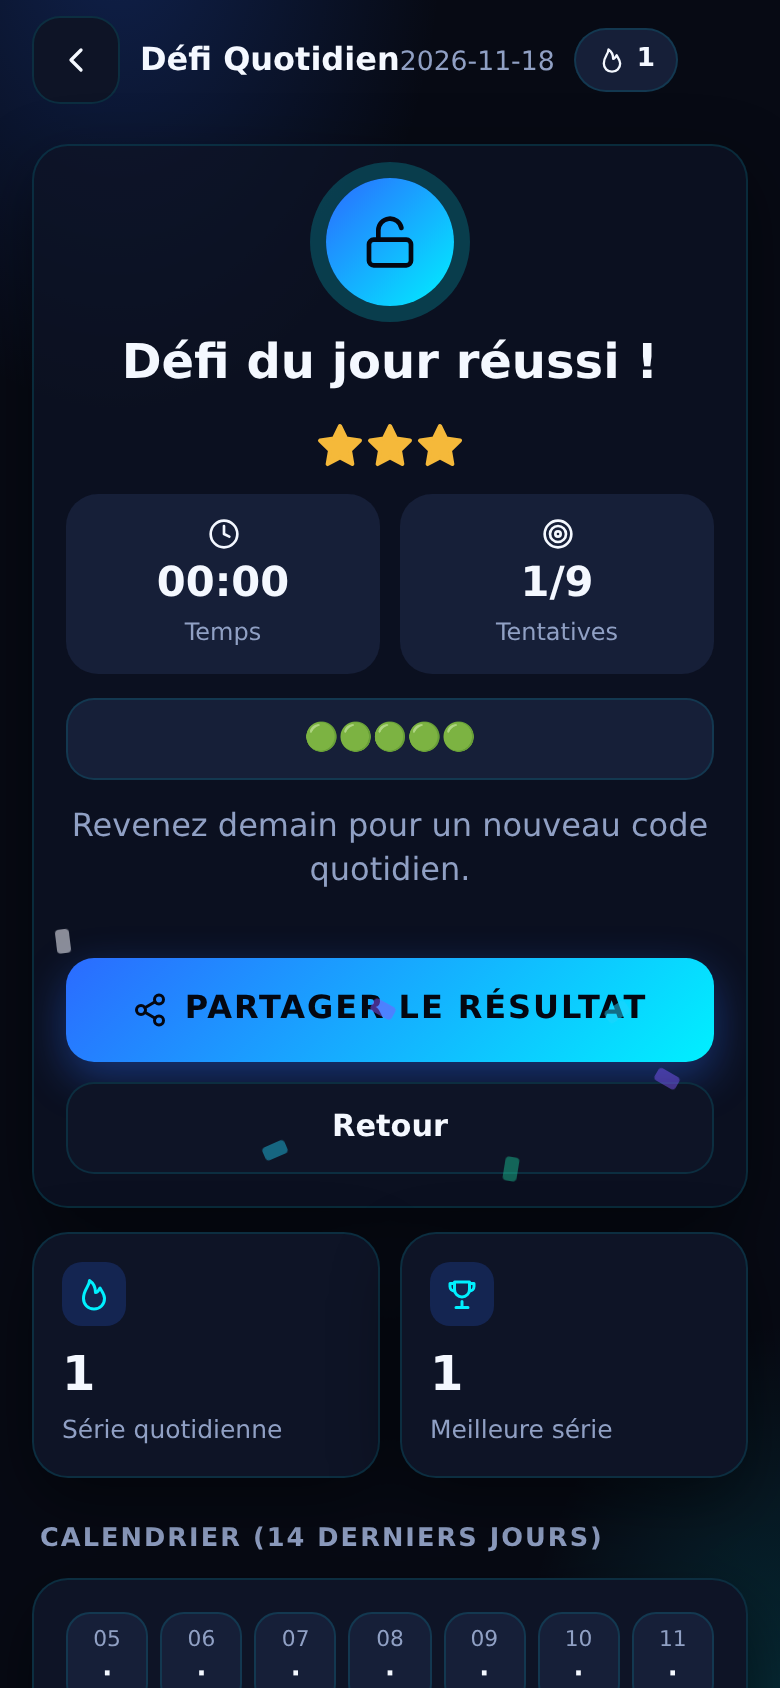 Défi Quotidien 2026-11-18 1
Défi du jour réussi !
00:00
Temps
1/9
Tentatives
Revenez demain pour un nouveau code
quotidien.
PARTAGER LE RÉSULTAT
Retour
1
Série quotidienne
1
Meilleure série
CALENDRIER (14 DERNIERS JOURS)
05 06 07 08 09 10 11
. . . . . . .